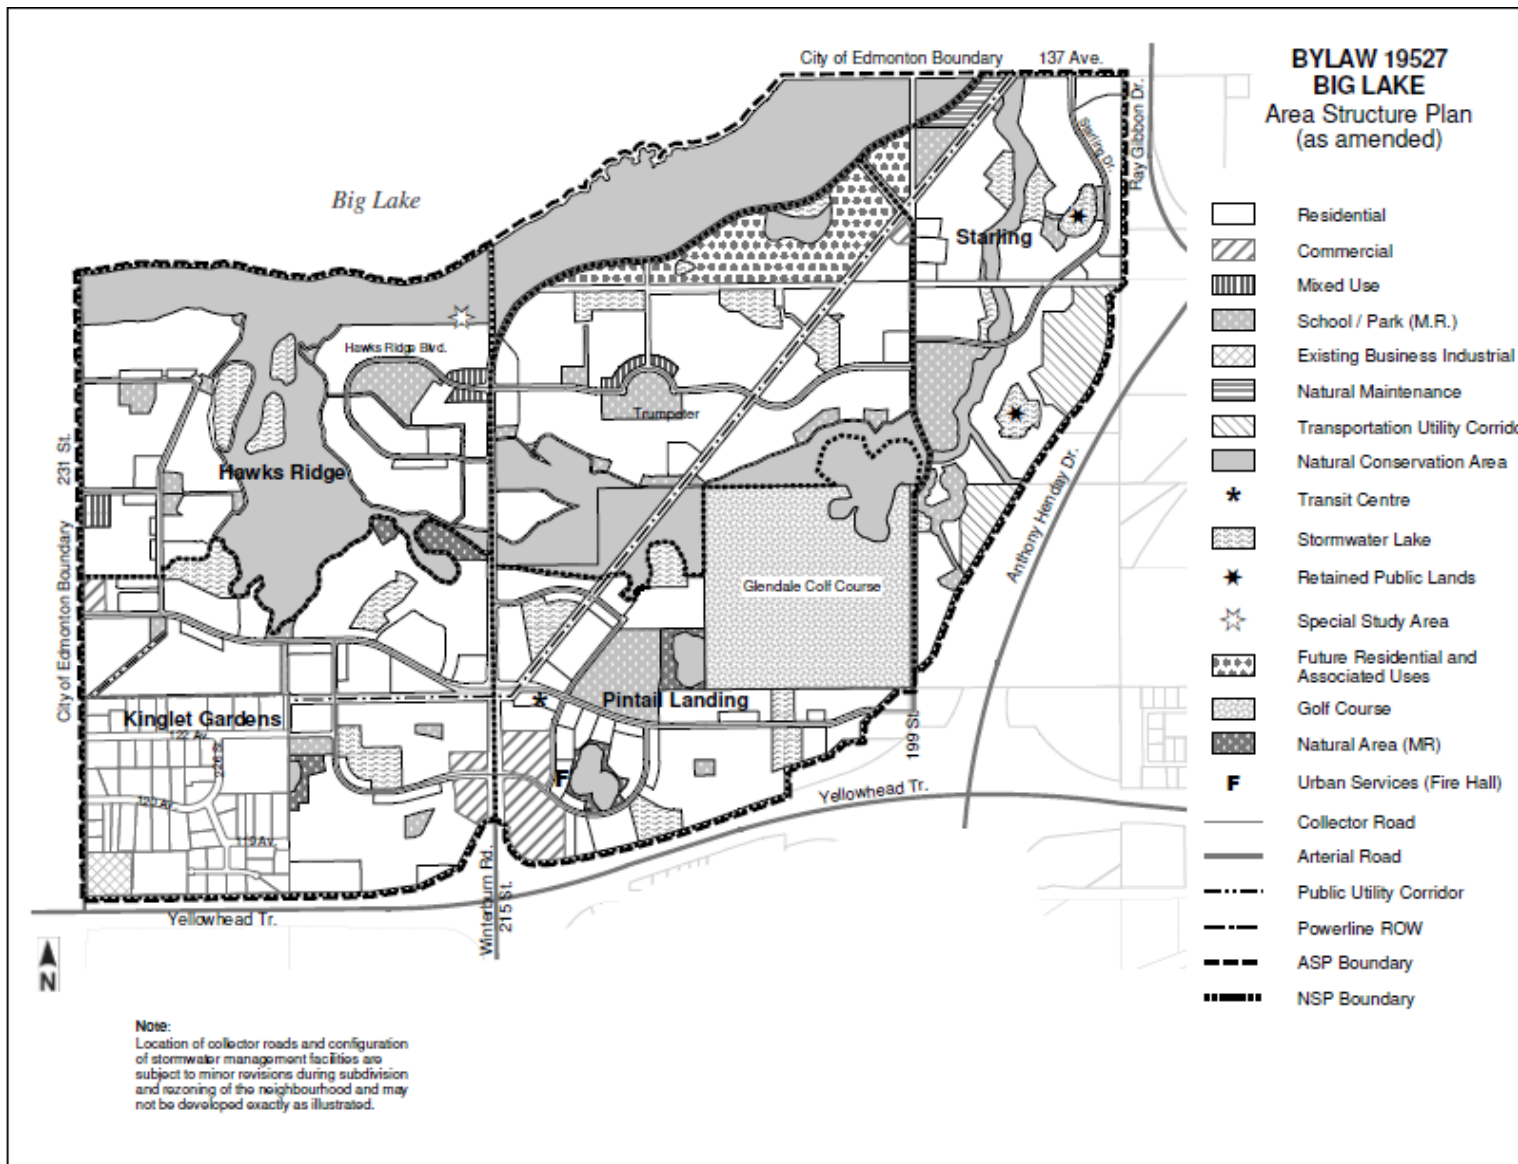 City of Edmonton Boundary
137 Ave.
BYLAW 19527
BIG LAKE
Area Structure Plan
(as amended)
Ray Gibbon Dr.
Starling Dr.
Big Lake
Starling
Hawks Ridge Blvd.
Trumpeter
Hawks Ridge
231 St.
City of Edmonton Boundary
Anthony Henday Dr.
Glendale Colf Course
Pintail Landing
Kinglet Gardens
122 Av.
226 St.
120 Av.
119 Av.
F
199 St.
Yellowhead Tr.
Yellowhead Tr.
Winterburn Rd.
215 St.
N
Residential
Commercial
Mixed Use
School / Park (M.R.)
Existing Business Industrial
Natural Maintenance
Transportation Utility Corrido
Natural Conservation Area
Transit Centre
Stormwater Lake
Retained Public Lands
Special Study Area
Future Residential and
Associated Uses
Golf Course
Natural Area (MR)
F Urban Services (Fire Hall)
Collector Road
Arterial Road
Public Utility Corridor
Powerline ROW
ASP Boundary
NSP Boundary
Note:
Location of collector roads and configuration
of stormwater management facilities are
subject to minor revisions during subdivision
and rezoning of the neighbourhood and may
not be developed exactly as illustrated.